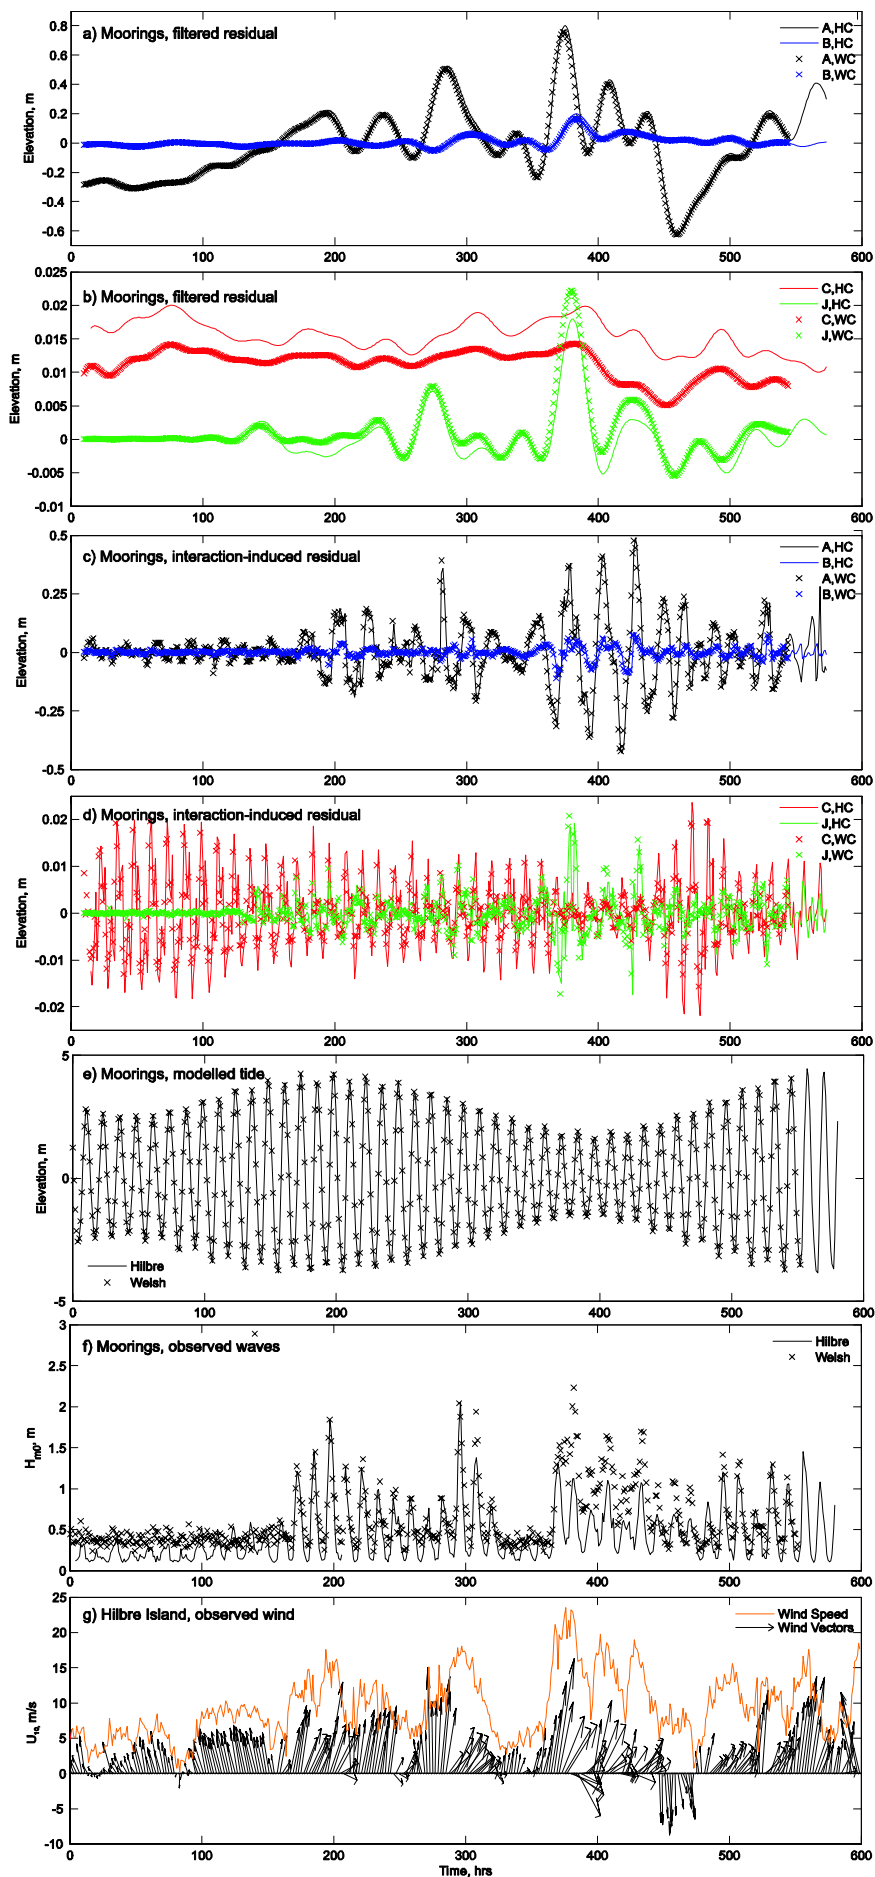 a) Moorings, filtered residual
A,HC
B,HC
A,WC
B,WC
Elevation, m
0.8
0.6
0.4
0.2
0
-0.2
-0.4
-0.6
0 100 200 300 400 500 600
b) Moorings, filtered residual
C,HC
J,HC
C,WC
J,WC
Elevation, m
0.025
0.02
0.015
0.01
0.005
0
-0.005
-0.01
0 100 200 300 400 500 600
c) Moorings, interaction-induced residual
A,HC
B,HC
A,WC
B,WC
Elevation, m
0.5
0.25
0
-0.25
-0.5
0 100 200 300 400 500 600
d) Moorings, interaction-induced residual
C,HC
J,HC
C,WC
J,WC
Elevation, m
0.02
0.01
0
-0.01
-0.02
0 100 200 300 400 500 600
e) Moorings, modelled tide
Elevation, m
5
0
-5
Hilbre
Welsh
0 100 200 300 400 500 600
f) Moorings, observed waves
Hilbre
Welsh
Hm0, m
3
2.5
2
1.5
1
0.5
0
0 100 200 300 400 500 600
g) Hilbre Island, observed wind
Wind Speed
Wind Vectors
U10, m/s
25
20
15
10
5
0
-5
-10
0 100 200 300 400 500 600
Time, hrs